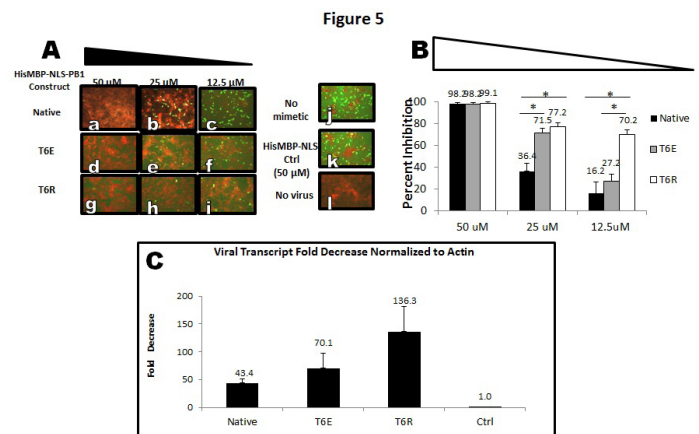 Figure 5
A
HisMBP-NLS-PB1
Construct
50 µM
25 µM
12.5 µM
Native
a
b
c
T6E
d
e
f
T6R
g
h
i
No
mimetic
j
HisMBP-NLS
Ctrl
(50 µM)
k
No virus
l
B
Percent Inhibition
100
80
60
40
20
0
98.2 98.2 99.1
36.4
71.5
77.2
16.2
27.2
70.2
*
*
*
*
50 uM
25 uM
12.5uM
Native
T6E
T6R
C
Viral Transcript Fold Decrease Normalized to Actin
Fold Decrease
200
150
100
50
0
43.4
70.1
136.3
1.0
Native
T6E
T6R
Ctrl